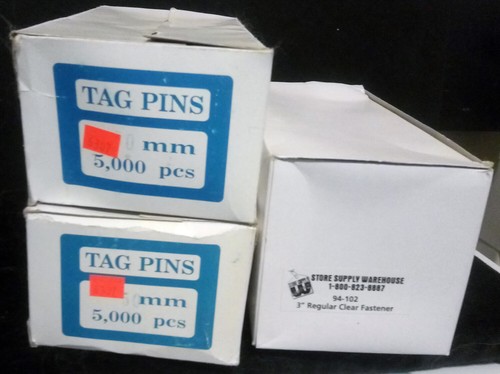 TAG PINS
mm
5,000 pcs
TAG PINS
50mm
5,000 pcs
STORE SUPPLY WAREHOUSE
1-800-823-8887
94-102
3" Regular Clear Fastener